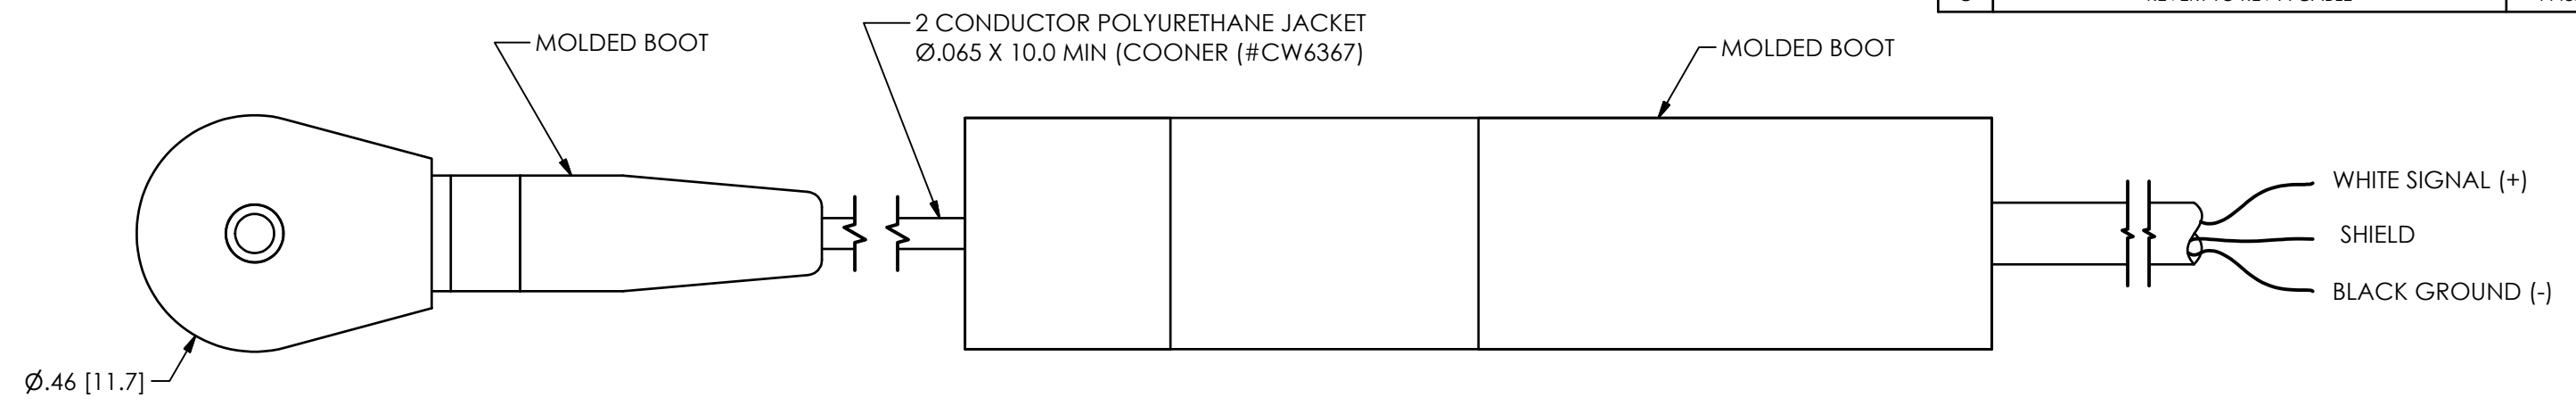 MOLDED BOOT
2 CONDUCTOR POLYURETHANE JACKET
Ø.065 X 10.0 MIN (COONER (#CW6367)
MOLDED BOOT
WHITE SIGNAL (+)
SHIELD
BLACK GROUND (-)
Ø.46 [11.7]